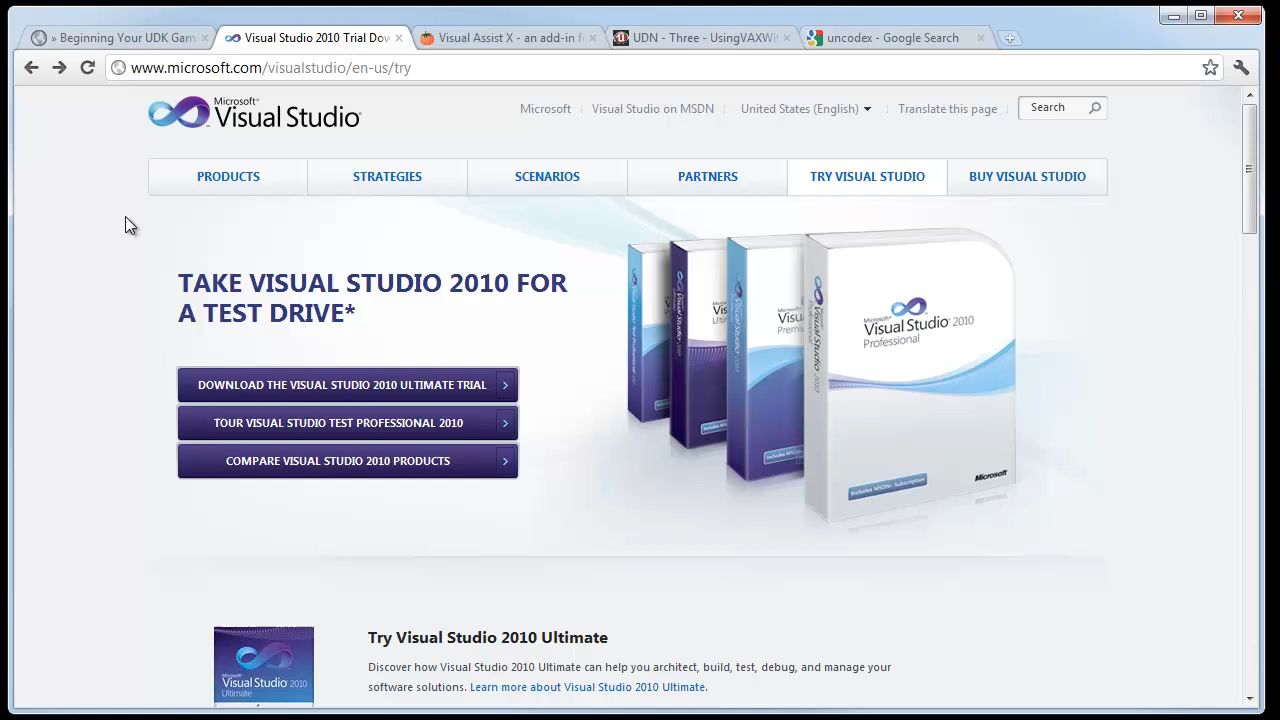 » Beginning Your UDK Gam
Visual Studio 2010 Trial Dov
Visual Assist X - an add-in f
UDN - Three - UsingVAXWit
uncodex - Google Search
www.microsoft.com/visualstudio/en-us/try
Microsoft
Visual Studio
Microsoft
Visual Studio on MSDN
United States (English)
Translate this page
Search
PRODUCTS
STRATEGIES
SCENARIOS
PARTNERS
TRY VISUAL STUDIO
BUY VISUAL STUDIO
TAKE VISUAL STUDIO 2010 FOR
A TEST DRIVE*
DOWNLOAD THE VISUAL STUDIO 2010 ULTIMATE TRIAL
TOUR VISUAL STUDIO TEST PROFESSIONAL 2010
COMPARE VISUAL STUDIO 2010 PRODUCTS
Microsoft
Visual Studio 2010
Professional
Includes MSDN Subscription
Microsoft
Try Visual Studio 2010 Ultimate
Discover how Visual Studio 2010 Ultimate can help you architect, build, test, debug, and manage your
software solutions. Learn more about Visual Studio 2010 Ultimate.
Microsoft
Visual Studio 2010
Ultimate